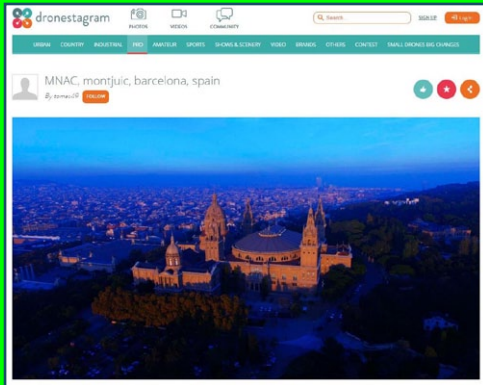 dronestagram
PHOTOS
VIDEOS
COMMUNITY
Search
SIGN UP
Log In
URBAN COUNTRY INDUSTRIAL PRO AMATEUR SPORTS SHOWS & SCENERY VIDEO BRANDS OTHERS CONTEST SMALL DRONES BIG CHANGES
MNAC, montjuic, barcelona, spain
FOLLOW